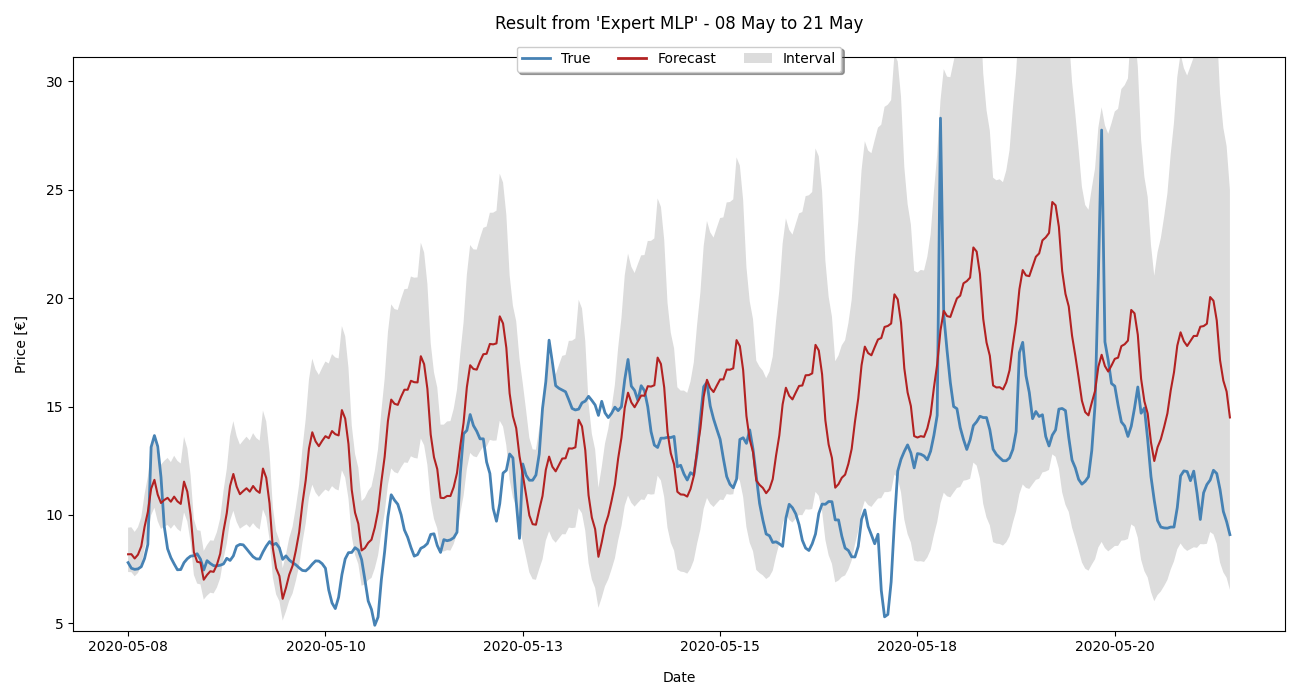 Result from 'Expert MLP' - 08 May to 21 May
True Forecast Interval
Price [€]
30
25
20
15
10
5
2020-05-08 2020-05-10 2020-05-13 2020-05-15 2020-05-18 2020-05-20
Date